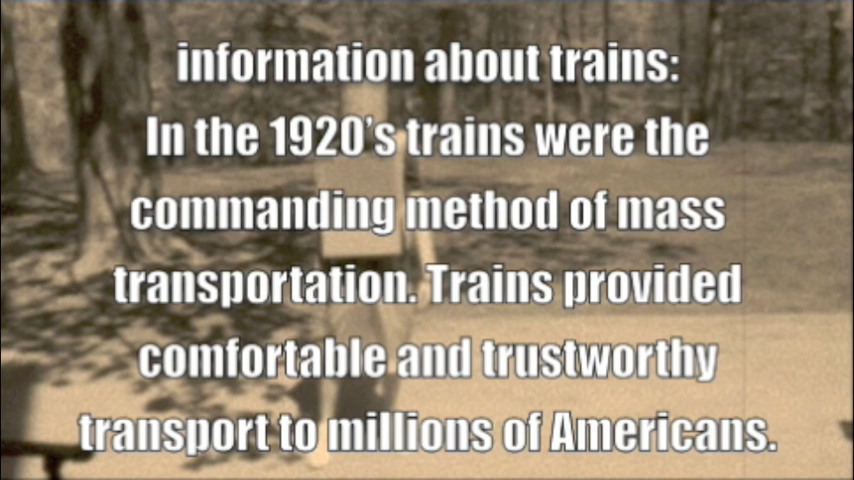 information about trains:
In the 1920's trains were the
commanding method of mass
transportation. Trains provided
comfortable and trustworthy
transport to millions of Americans.